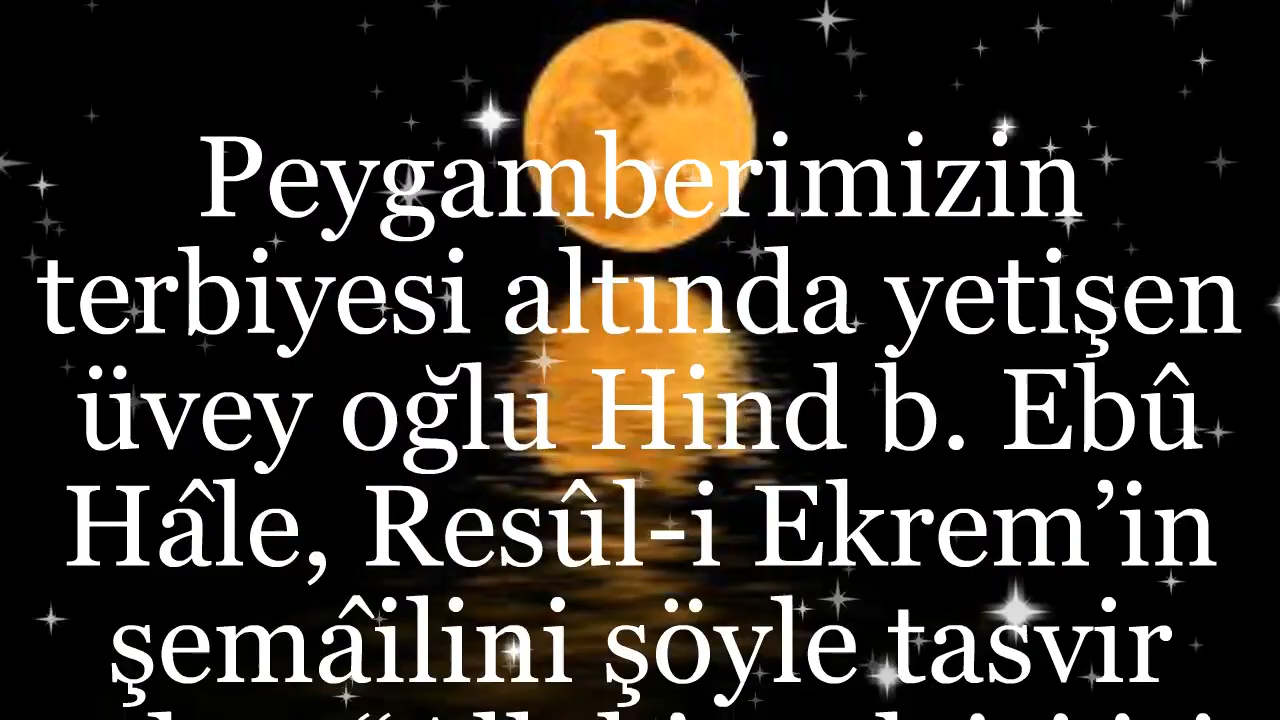 Peygamberimizin
terbiyesi altında yetişen
üvey oğlu Hind b. Ebû
Hâle, Resûl-i Ekrem’in
şemâilini şöyle tasvir